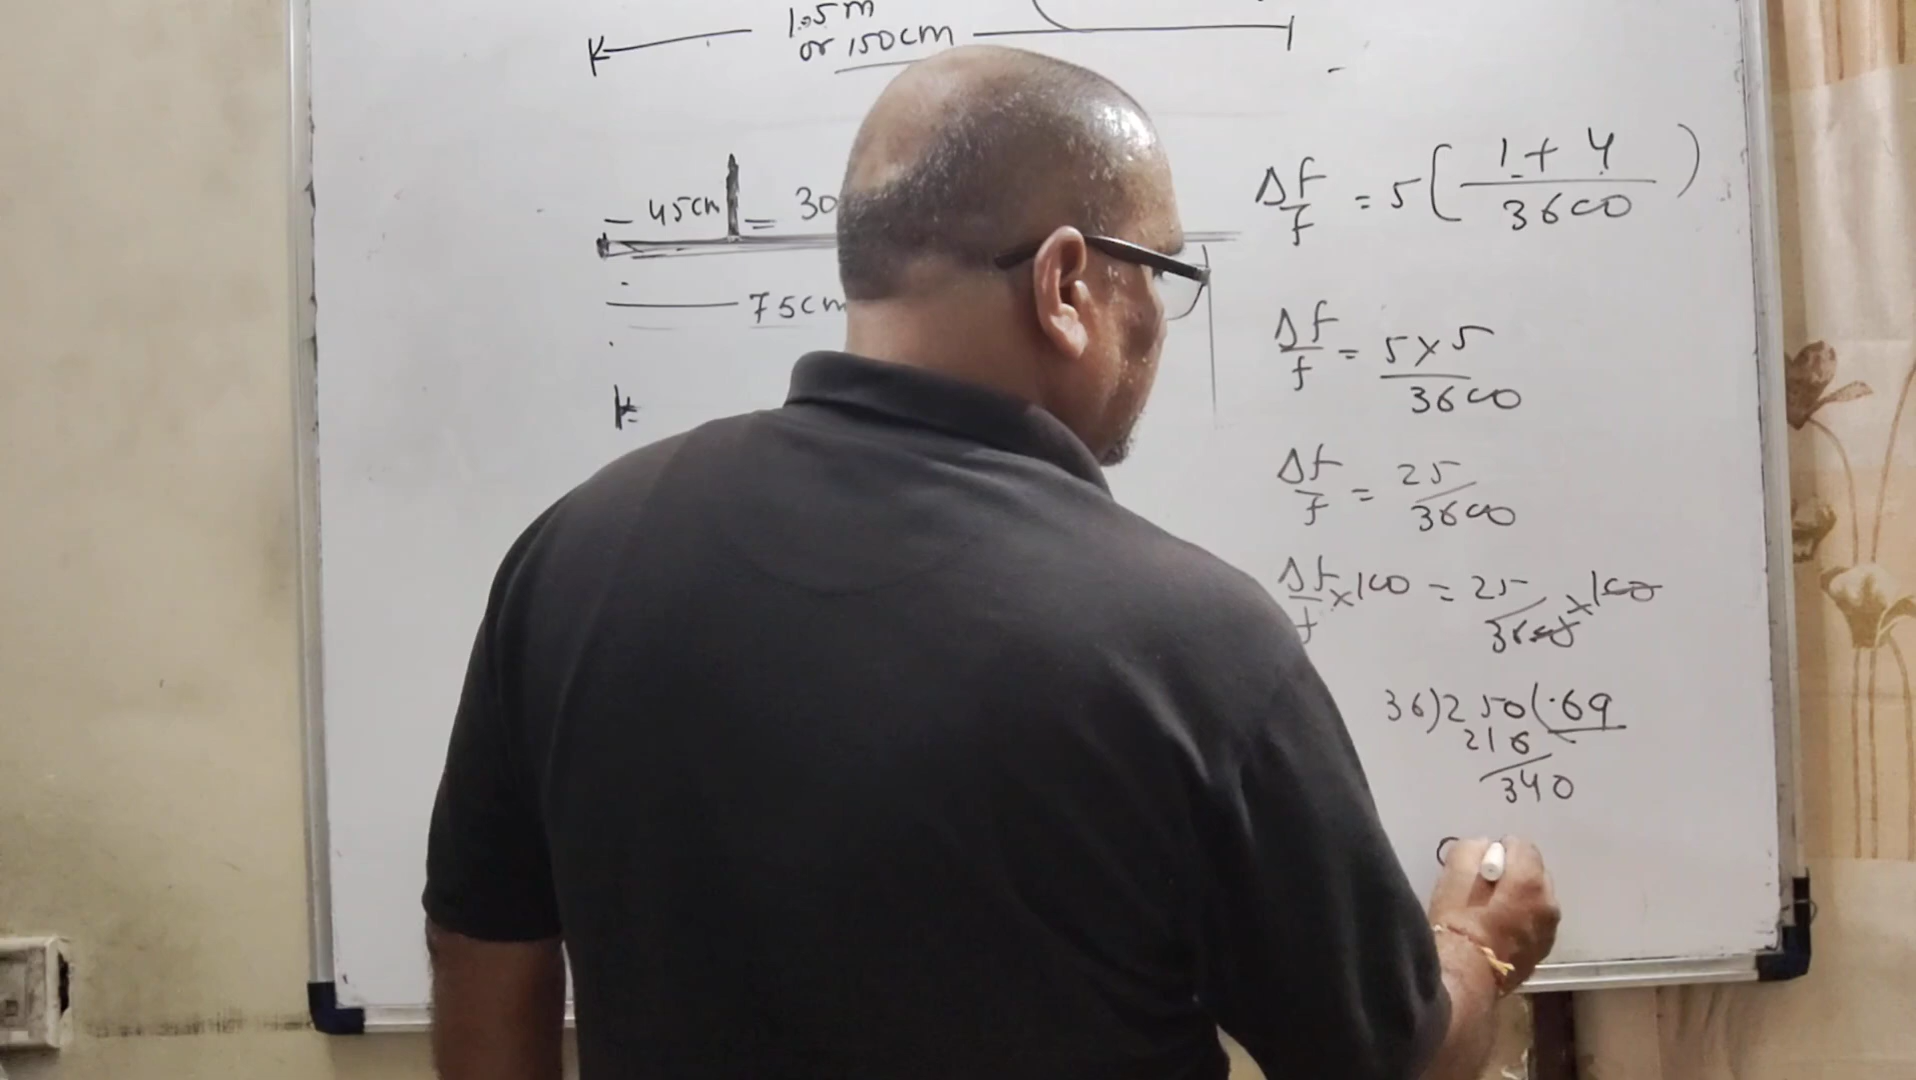 1.5m
or 150cm
45cm 30
75cm
Δf/f = 5(1+4/3600)
Δf/f = 5×5/3600
Δf/f = 25/3600
Δf/f ×100 = 25/3600 ×100
36)250(.69
216
340